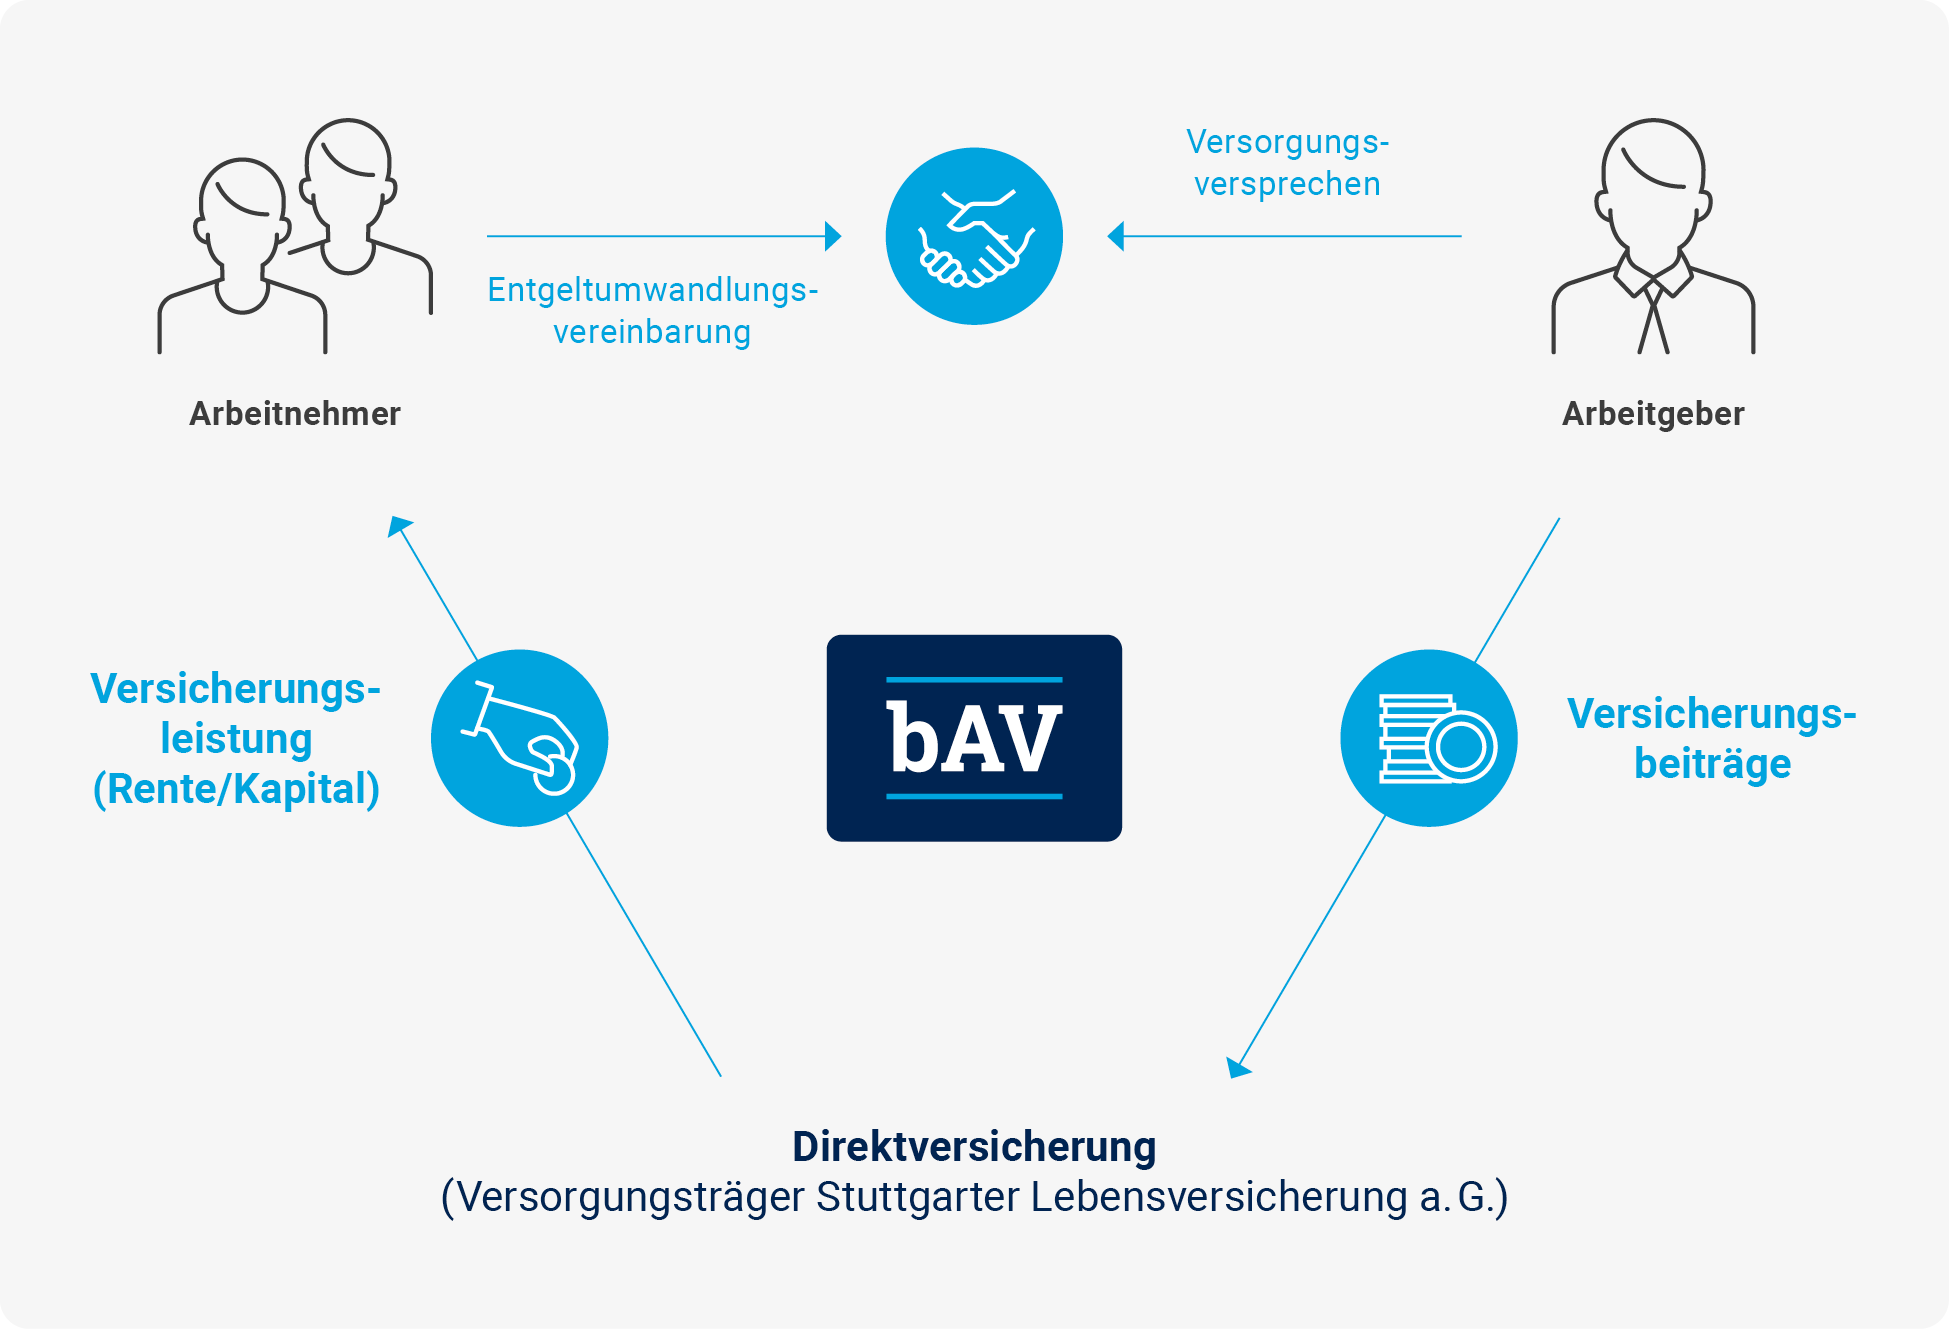 Versorgungs-
versprechen
Entgeltumwandlungs-
vereinbarung
Arbeitnehmer
Arbeitgeber
Versicherungs-
leistung
(Rente/Kapital)
bAV
Versicherungs-
beiträge
Direktversicherung
(Versorgungsträger Stuttgarter Lebensversicherung a. G.)